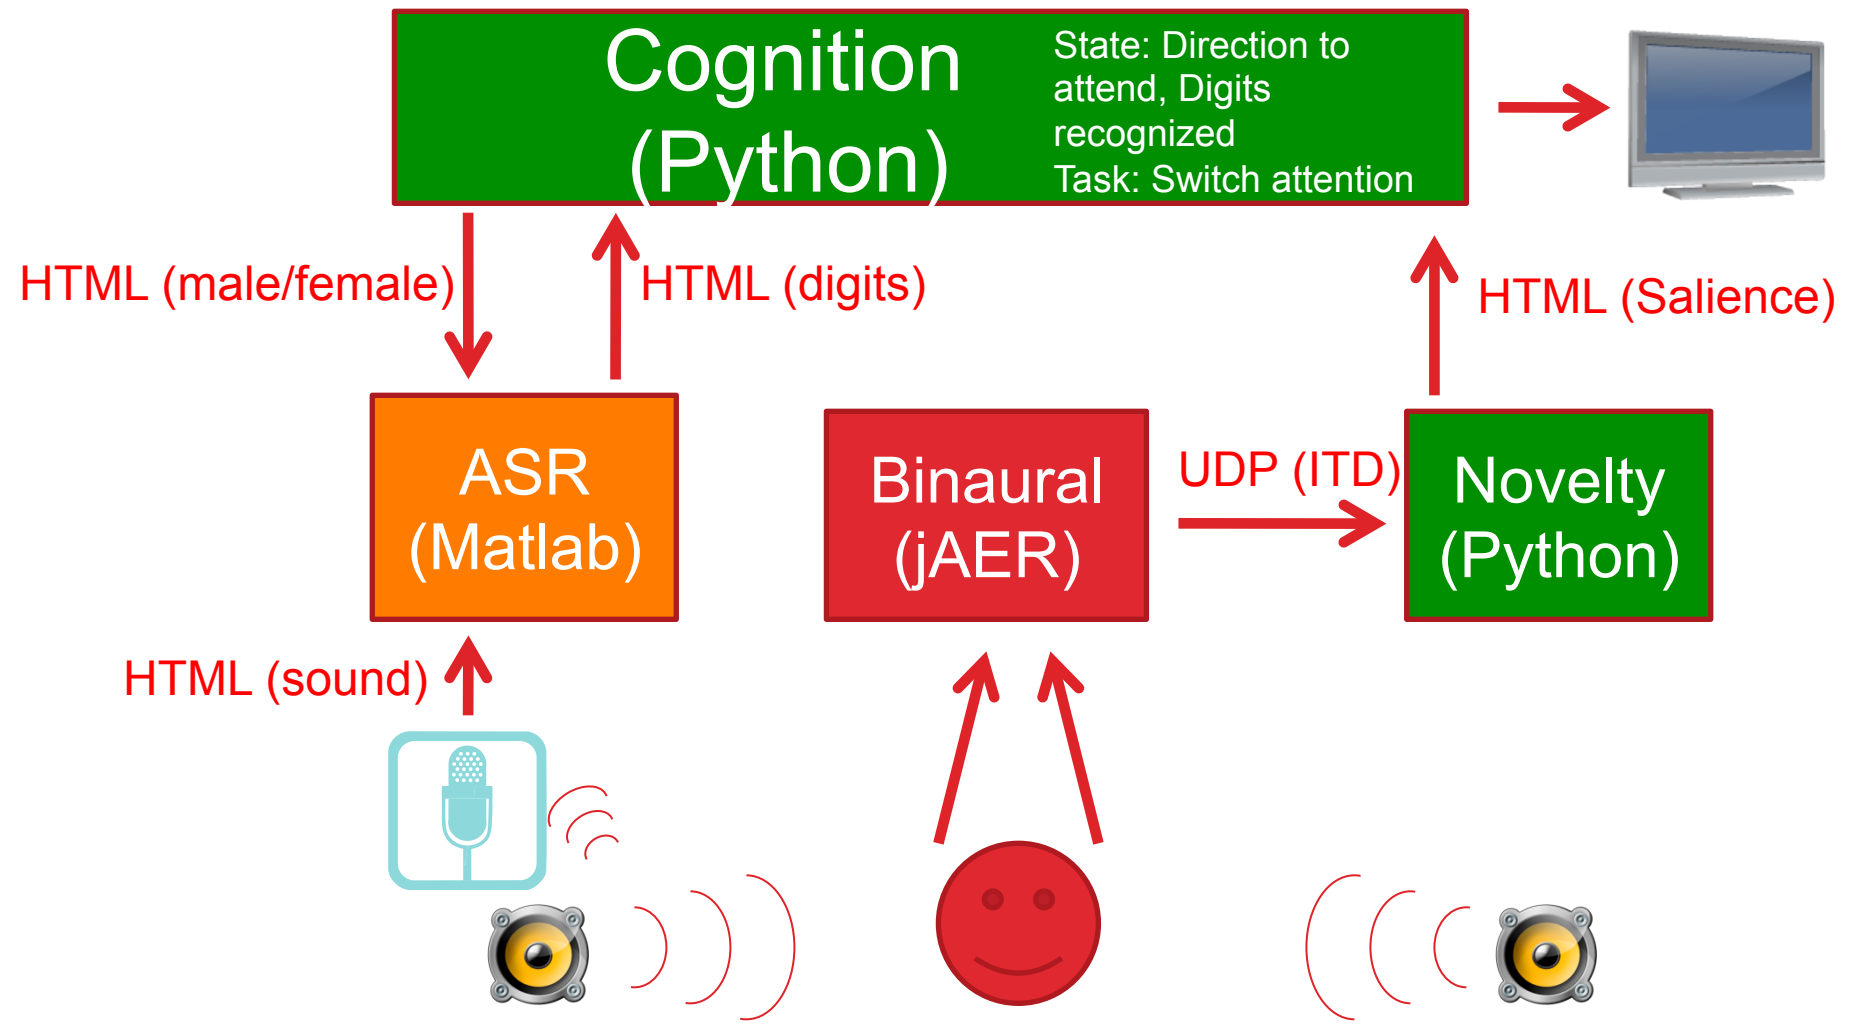 Cognition
(Python)
State: Direction to
attend, Digits
recognized
Task: Switch attention
HTML (male/female)
HTML (digits)
HTML (Salience)
ASR
(Matlab)
Binaural
(jAER)
UDP (ITD)
Novelty
(Python)
HTML (sound)